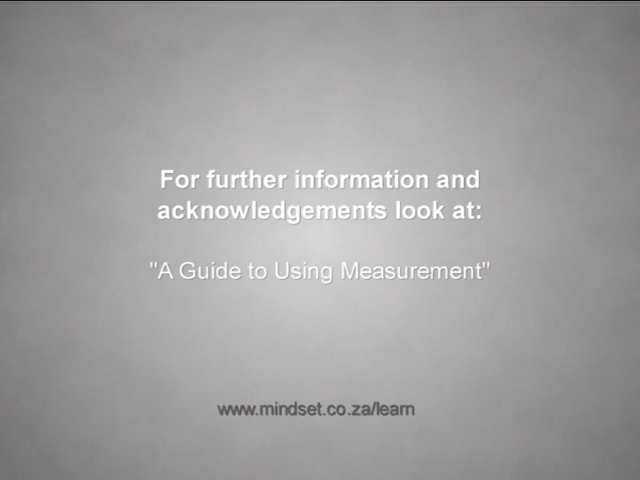 For further information and
acknowledgements look at:
"A Guide to Using Measurement"
www.mindset.co.za/learn